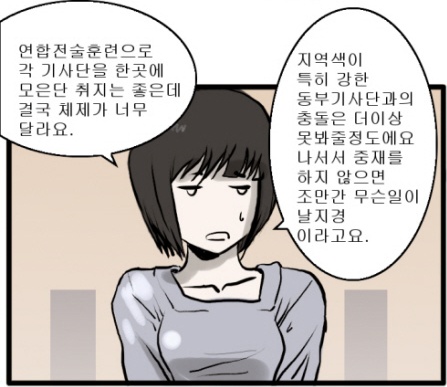 연합전술훈련으로
각 기사단을 한곳에
모은단 취지는 좋은데
결국 체제가 너무
달라요.
지역색이
특히 강한
동부기사단과의
충돌은 더이상
못봐줄정도에요
나서서 중재를
하지 않으면
조만간 무슨일이
날지경
이라고요.